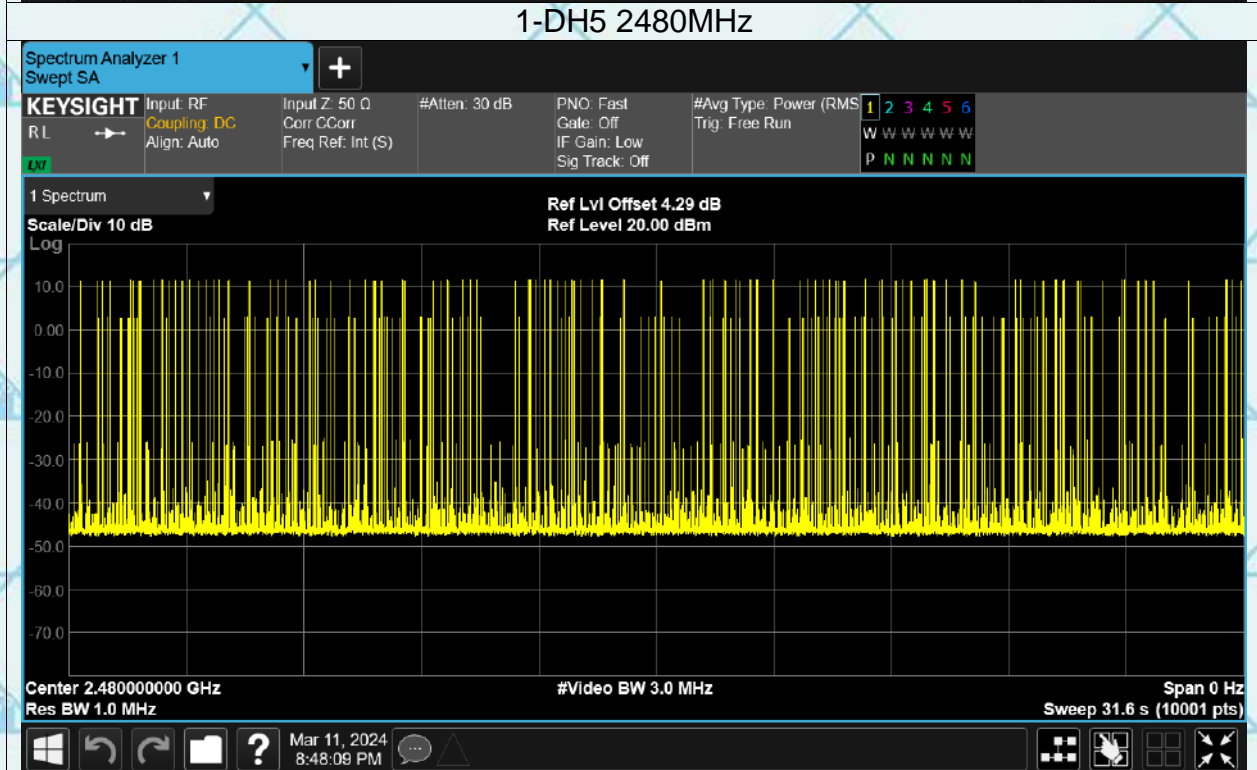 1-DH5 2480MHz
Spectrum Analyzer 1
Swept SA
+
KEYSIGHT Input: RF Input Z: 50 Ω #Atten: 30 dB PNO: Fast #Avg Type: Power (RMS 1 2 3 4 5 6
RL Coupling: DC Corr CCorr Gate: Off Trig: Free Run W W W W W W
Align: Auto Freq Ref: Int (S) IF Gain: Low
LXI Sig Track: Off P N N N N N
1 Spectrum
Ref Lvl Offset 4.29 dB
Scale/Div 10 dB Ref Level 20.00 dBm
Log
10.0
0.00
-10.0
-20.0
-30.0
-40.0
-50.0
-60.0
-70.0
Center 2.480000000 GHz #Video BW 3.0 MHz Span 0 Hz
Res BW 1.0 MHz Sweep 31.6 s (10001 pts)
? Mar 11, 2024
8:48:09 PM